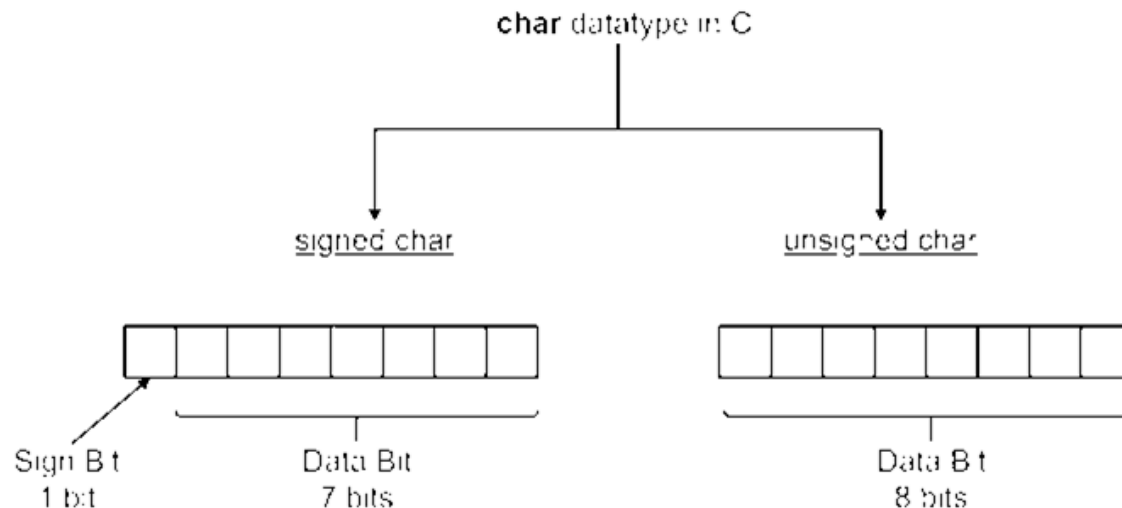 char datatype in C
signed char
unsigned char
Sign Bit
1 bit
Data Bit
7 bits
Data Bit
8 bits